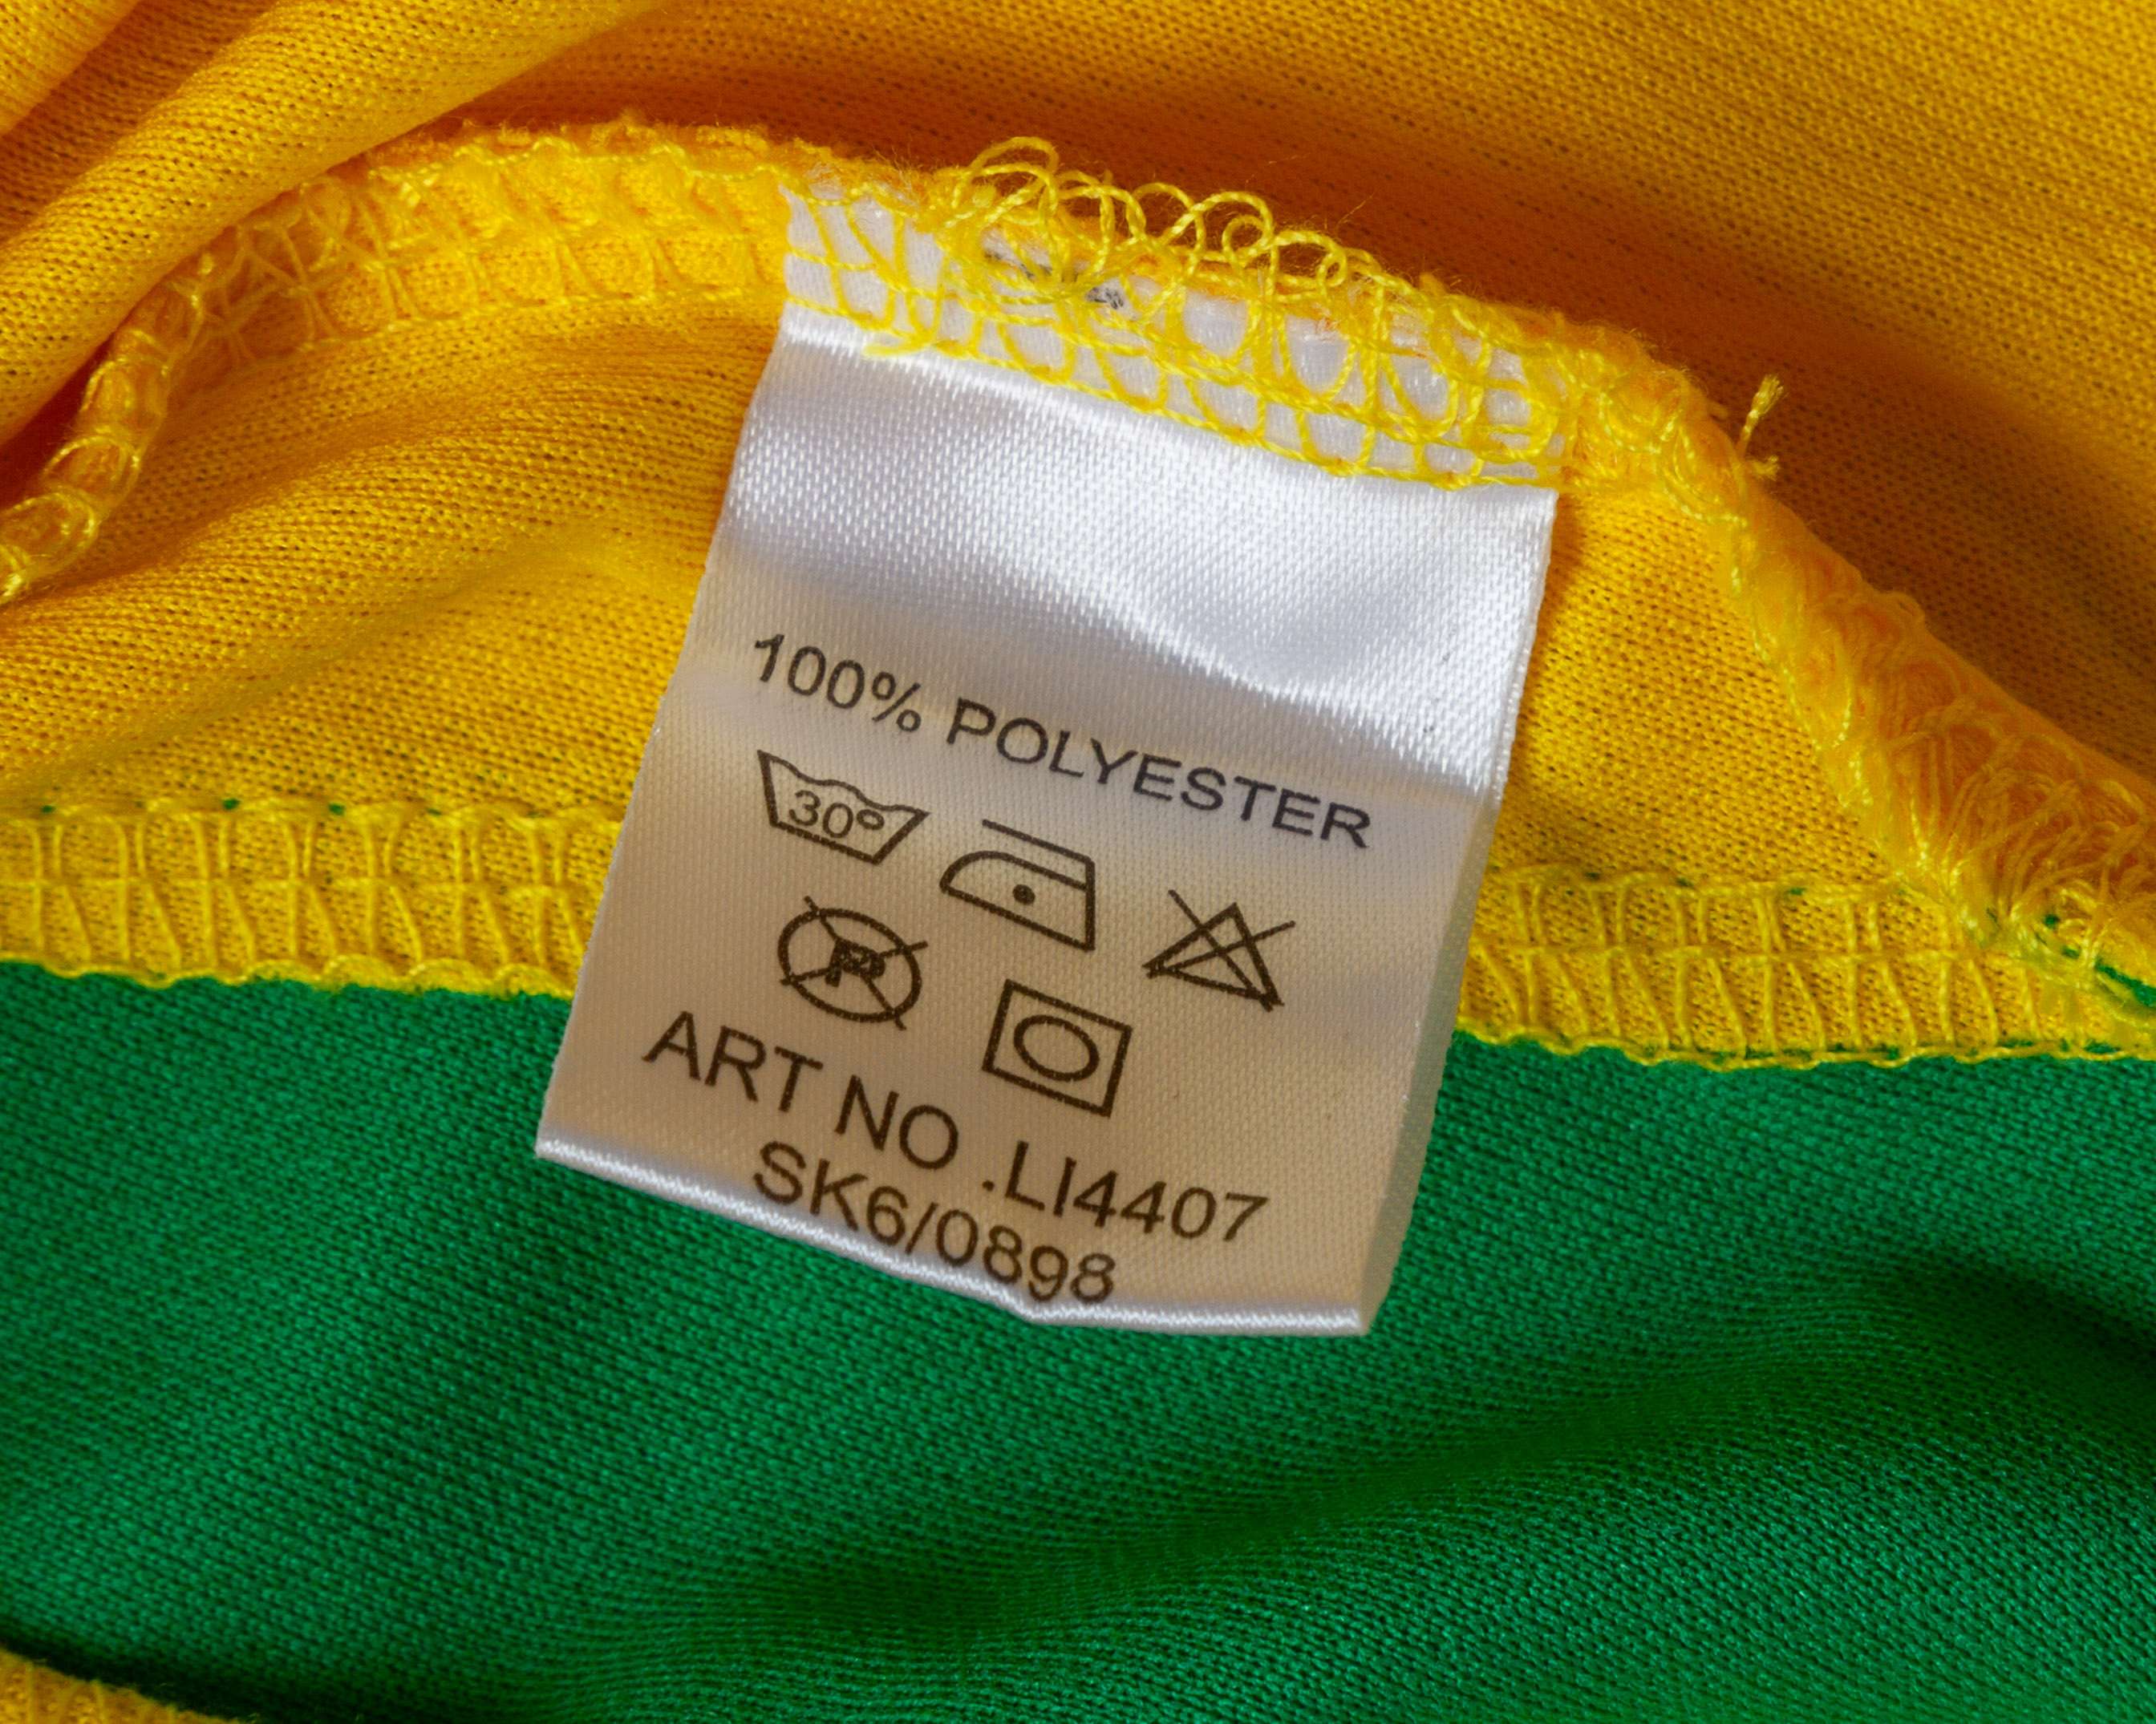 100% POLYESTER
30°
P
ART NO .LI4407
SK6/0898